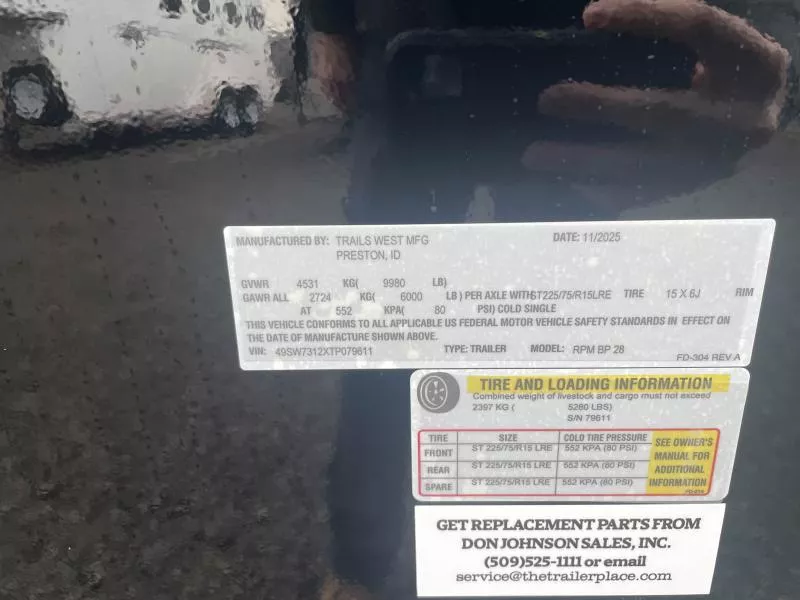 MANUFACTURED BY: TRAILS WEST MFG DATE: 11/2025
PRESTON, ID
GVWR 4531 KG( 9980 LB)
GAWR ALL 2724 KG( 6000 LB) PER AXLE WITH ST225/75/R15LRE TIRE 15 X 6J RIM
AT 552 KPA( 80 PSI) COLD SINGLE
THIS VEHICLE CONFORMS TO ALL APPLICABLE US FEDERAL MOTOR VEHICLE SAFETY STANDARDS IN EFFECT ON
THE DATE OF MANUFACTURE SHOWN ABOVE.
VIN: 49SW7312XTP079611 TYPE: TRAILER MODEL: RPM BP 28
FD-304 REV A
TIRE AND LOADING INFORMATION
Combined weight of livestock and cargo must not exceed
2397 KG ( 5280 LBS)
S/N 79611
TIRE SIZE COLD TIRE PRESSURE
FRONT ST 225/75/R15 LRE 552 KPA (80 PSI)
REAR ST 225/75/R15 LRE 552 KPA (80 PSI)
SPARE ST 225/75/R15 LRE 552 KPA (80 PSI)
SEE OWNER'S
MANUAL FOR
ADDITIONAL
INFORMATION
GET REPLACEMENT PARTS FROM
DON JOHNSON SALES, INC.
(509)525-1111 or email
service@thetrailerplace.com